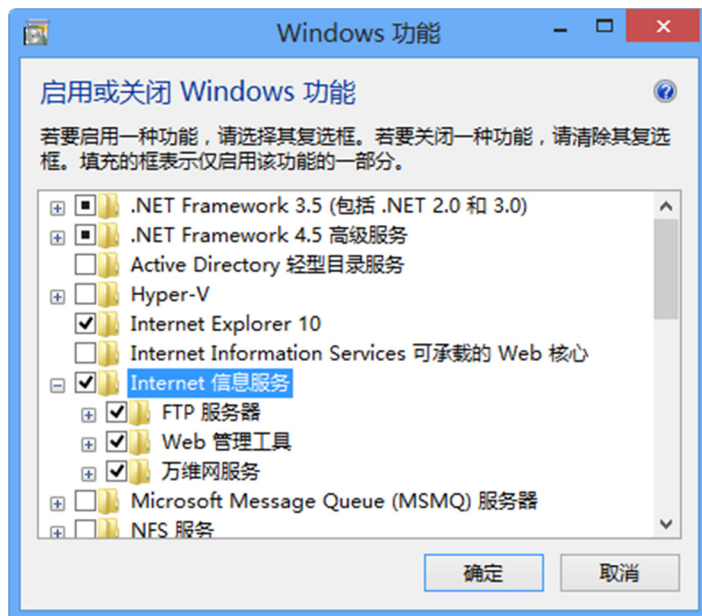 Windows 功能
启用或关闭 Windows 功能
若要启用一种功能，请选择其复选框。若要关闭一种功能，请清除其复选
框。填充的框表示仅启用该功能的一部分。
.NET Framework 3.5 (包括 .NET 2.0 和 3.0)
.NET Framework 4.5 高级服务
Active Directory 轻型目录服务
Hyper-V
Internet Explorer 10
Internet Information Services 可承载的 Web 核心
Internet 信息服务
FTP 服务器
Web 管理工具
万维网服务
Microsoft Message Queue (MSMQ) 服务器
NFS 服务
确定
取消